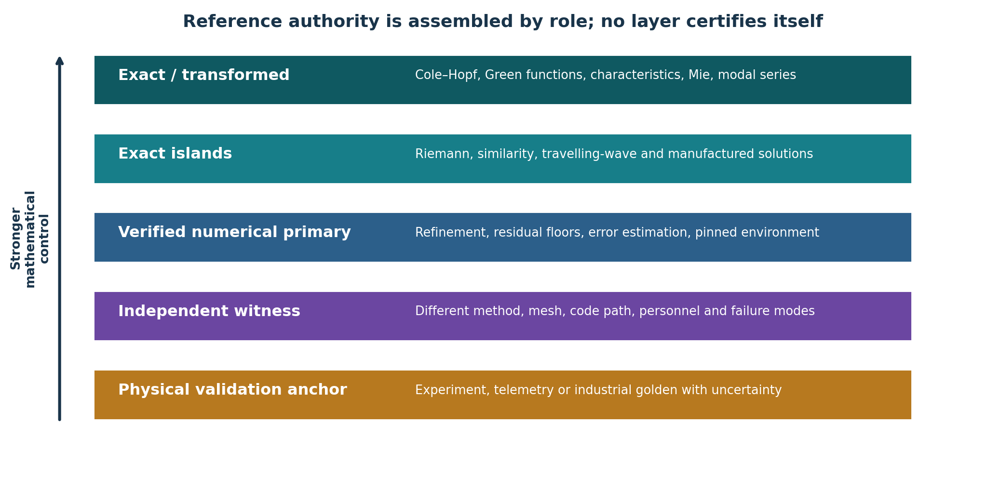 Reference authority is assembled by role; no layer certifies itself
Stronger
mathematical
control
Exact / transformed
Cole–Hopf, Green functions, characteristics, Mie, modal series
Exact islands
Riemann, similarity, travelling-wave and manufactured solutions
Verified numerical primary
Refinement, residual floors, error estimation, pinned environment
Independent witness
Different method, mesh, code path, personnel and failure modes
Physical validation anchor
Experiment, telemetry or industrial golden with uncertainty